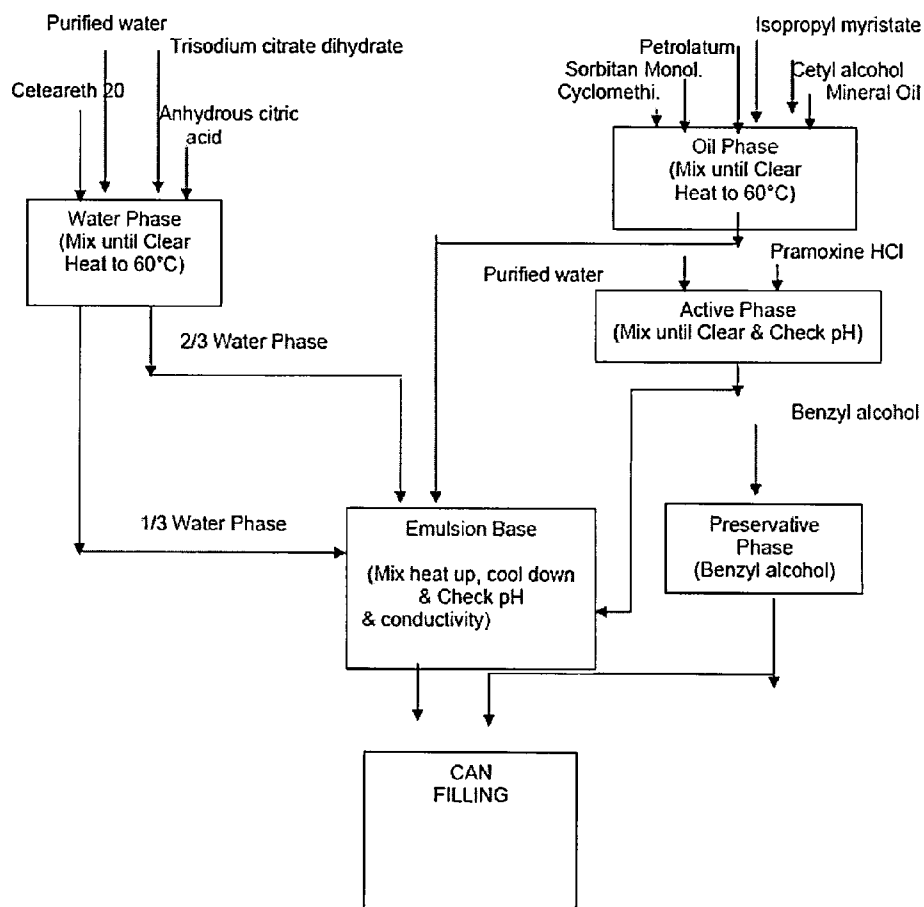 Purified water
Trisodium citrate dihydrate
Ceteareth 20
Anhydrous citric
acid
Water Phase
(Mix until Clear
Heat to 60°C)
Isopropyl myristate
Petrolatum
Sorbitan Monol.
Cyclomethi.
Cetyl alcohol
Mineral Oil
Oil Phase
(Mix until Clear
Heat to 60°C)
Purified water
Pramoxine HCl
Active Phase
(Mix until Clear & Check pH)
2/3 Water Phase
Benzyl alcohol
1/3 Water Phase
Emulsion Base
(Mix heat up, cool down
& Check pH
& conductivity)
Preservative
Phase
(Benzyl alcohol)
CAN
FILLING